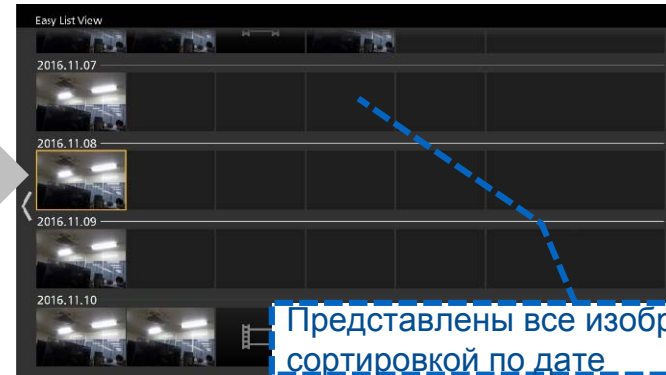 Easy List View
2016.11.07
2016.11.08
2016.11.09
2016.11.10
Представлены все
сортировкой по дате